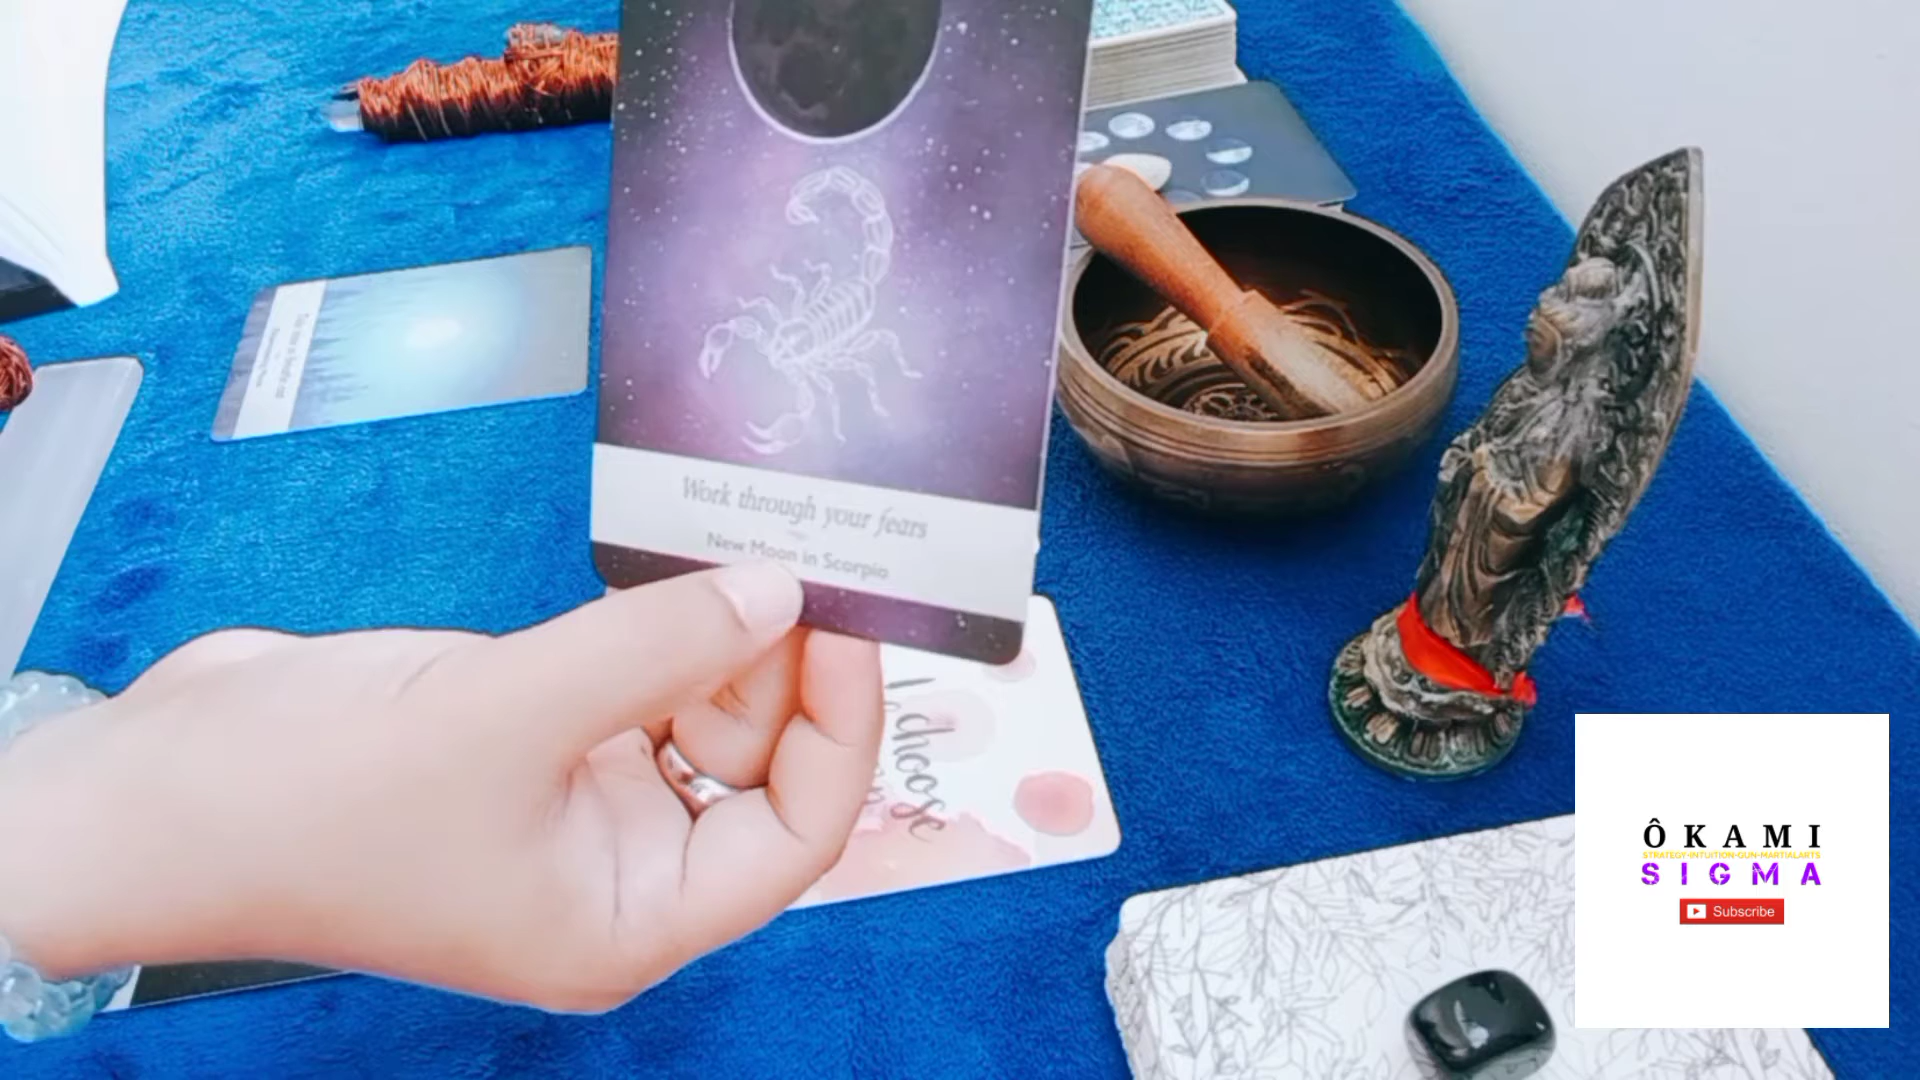 Work through your fears
New Moon in Scorpio
I choose
ÔKAMI
STRATEGY-INTUITION-GUN-MARTIALARTS
SIGMA
Subscribe